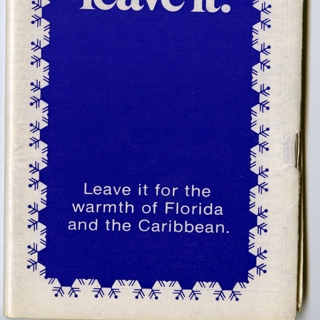 leave it.
Leave it for the
warmth of Florida
and the Caribbean.